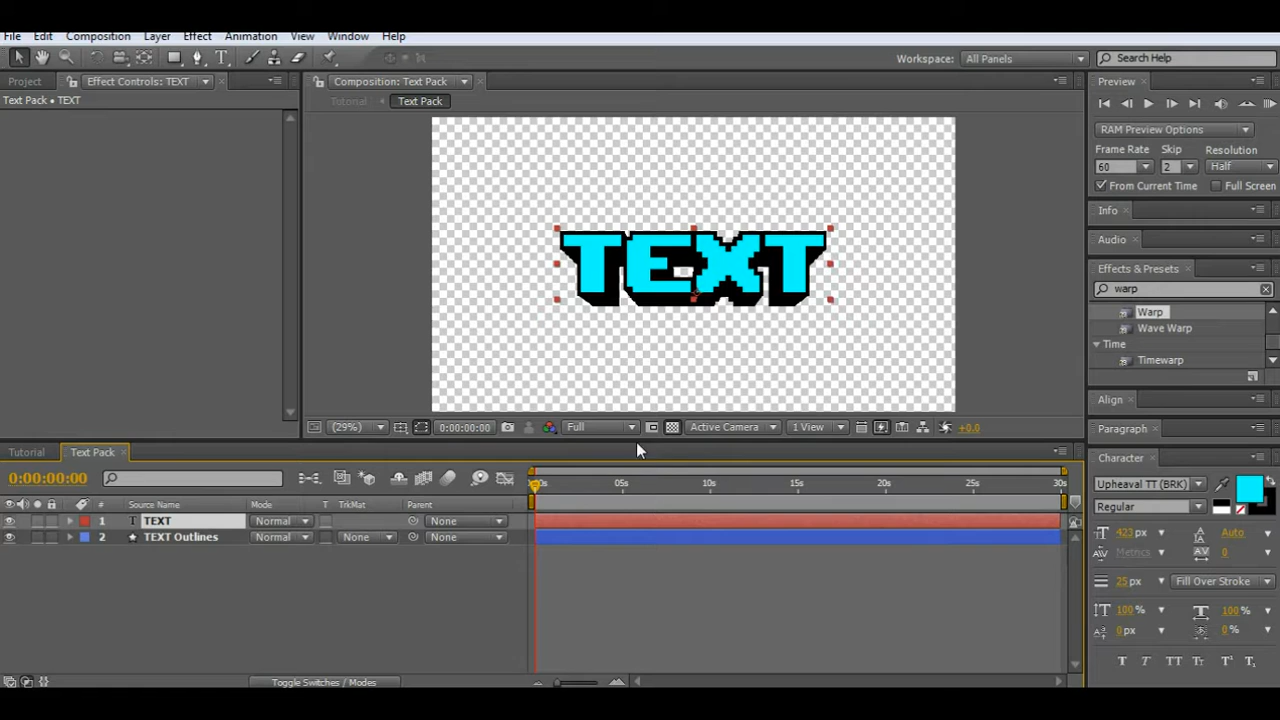 File Edit Composition Layer Effect Animation View Window Help
Workspace: All Panels Search Help
Project Effect Controls: TEXT
Composition: Text Pack
Preview
Text Pack • TEXT
Tutorial Text Pack
RAM Preview Options
Frame Rate Skip Resolution
60 2 Half
From Current Time Full Screen
Info
Audio
Effects & Presets
warp
Warp
Wave Warp
Time
Timewarp
TEXT
Align
(29%) 0:00:00:00 Full Active Camera 1 View +0.0
Paragraph
Tutorial Text Pack
Character
0:00:00:00
05s 10s 15s 20s 30s
Upheaval TT (BRK)
Source Name Mode T TrkMat Parent
Regular
1 T TEXT Normal None
2 TEXT Outlines Normal None None
423 px Auto
Metrics 0
25 px Fill Over Stroke
100 % 100 %
0 px 0 %
T T TT Tt T¹ T₁
Toggle Switches / Modes